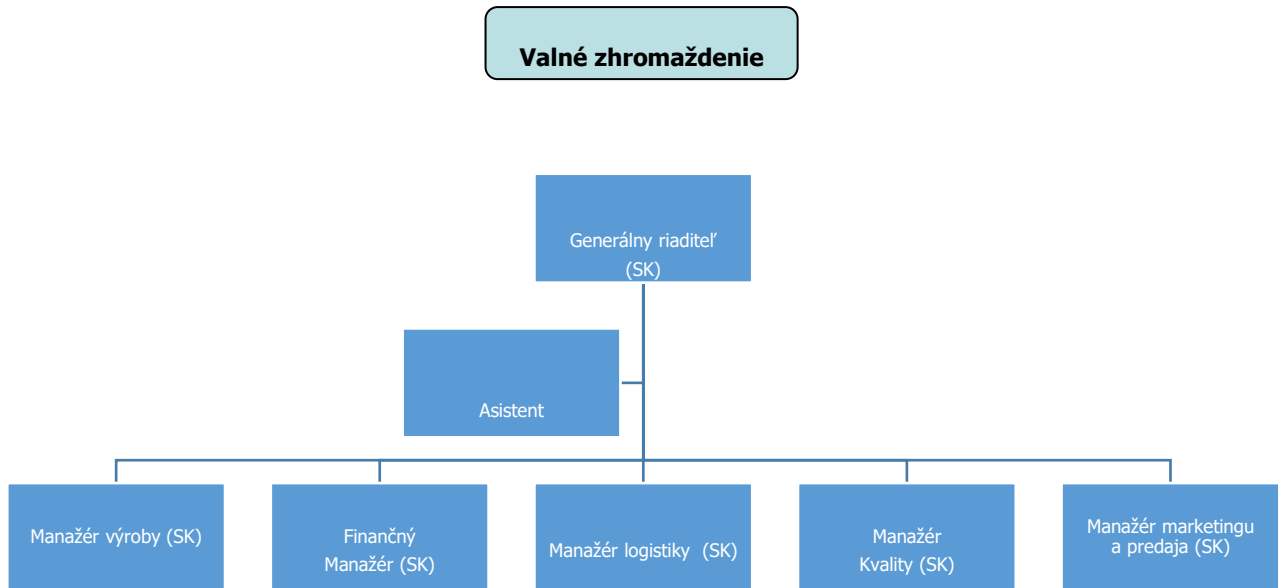 Valné zhromaždenie
Generálny riaditeľ
(SK)
Asistent
Manažér výroby (SK)
Finančný
Manažér (SK)
Manažér logistiky  (SK)
Manažér
Kvality (SK)
Manažér marketingu
a predaja (SK)